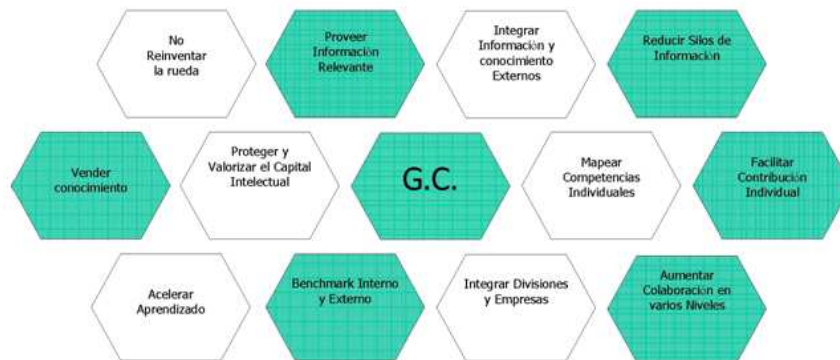 No
Reinventar
la rueda
Proveer
Información
Relevante
Integrar
Información y
conocimiento
Externos
Reducir Silos de
Información
Vender
conocimiento
Proteger y
Valorizar el Capital
Intelectual
G.C.
Mapear
Competencias
Individuales
Facilitar
Contribución
Individual
Acelerar
Aprendizado
Benchmark Interno
y Externo
Integrar Divisiones
y Empresas
Aumentar
Colaboración en
varios Niveles